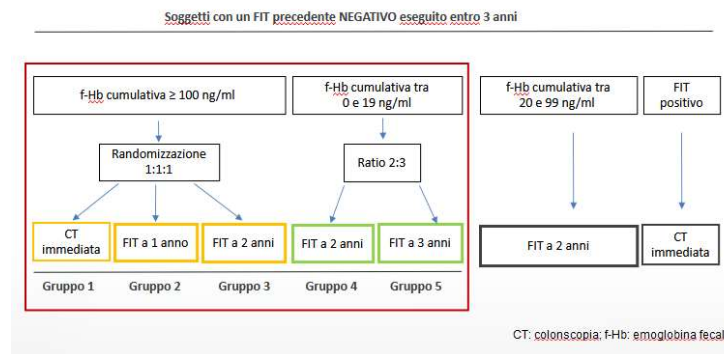 Soggetti con un FIT precedente NEGATIVO eseguito entro 3 anni
f-Hb cumulativa ≥ 100 ng/ml
f-Hb cumulativa tra
0 e 19 ng/ml
f-Hb cumulativa tra
20 e 99 ng/ml
FIT
positivo
Randomizzazione
1:1:1
Ratio 2:3
CT
immediata
FIT a 1 anno
FIT a 2 anni
FIT a 2 anni
FIT a 3 anni
FIT a 2 anni
CT
immediata
Gruppo 1
Gruppo 2
Gruppo 3
Gruppo 4
Gruppo 5
CT: colonscopia; f-Hb: emoglobina fecal